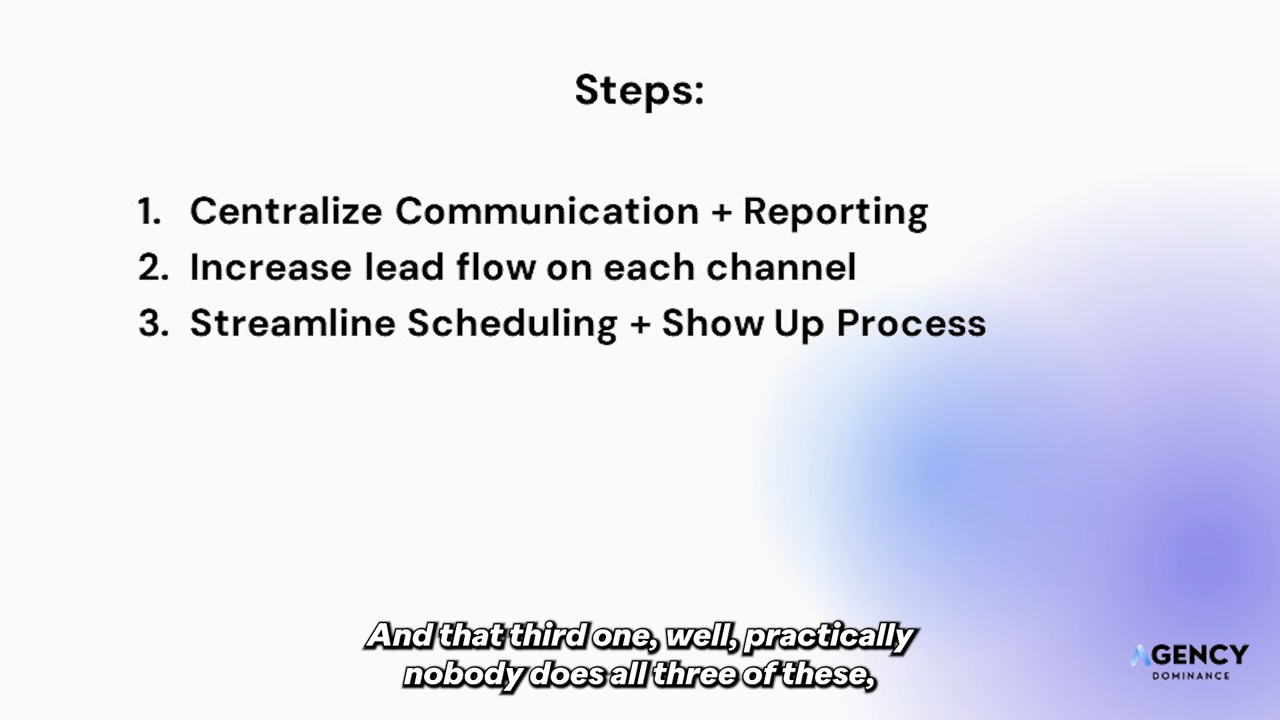 Steps:
1. Centralize Communication + Reporting
2. Increase lead flow on each channel
3. Streamline Scheduling + Show Up Process
And that third one, well, practically
nobody does all three of these,
AGENCY
DOMINANCE